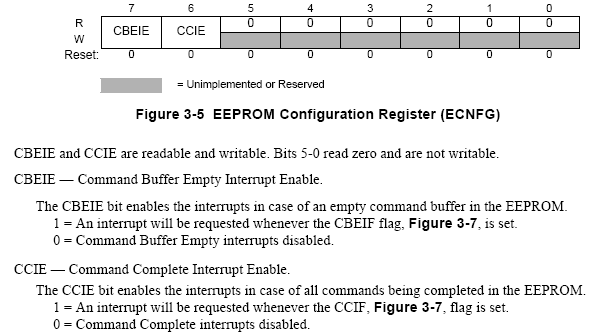 7 6 5 4 3 2 1 0
R CBEIE CCIE 0 0 0 0 0 0
W
Reset: 0 0 0 0 0 0 0 0
= Unimplemented or Reserved
Figure 3-5 EEPROM Configuration Register (ECNFG)
CBEIE and CCIE are readable and writable. Bits 5-0 read zero and are not writable.
CBEIE — Command Buffer Empty Interrupt Enable.
The CBEIE bit enables the interrupts in case of an empty command buffer in the EEPROM.
1 = An interrupt will be requested whenever the CBEIF flag, Figure 3-7, is set.
0 = Command Buffer Empty interrupts disabled.
CCIE — Command Complete Interrupt Enable.
The CCIE bit enables the interrupts in case of all commands being completed in the EEPROM.
1 = An interrupt will be requested whenever the CCIF, Figure 3-7, flag is set.
0 = Command Complete interrupts disabled.